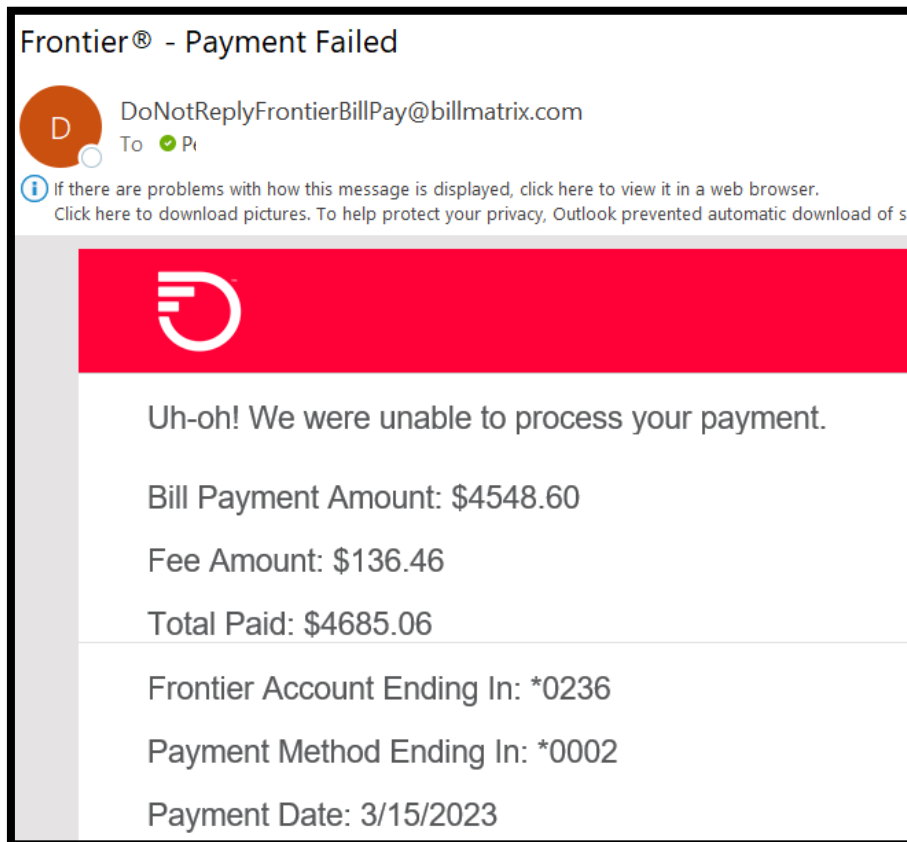 Frontier® - Payment Failed
D
DoNotReplyFrontierBillPay@billmatrix.com
To
If there are problems with how this message is displayed, click here to view it in a web browser.
Click here to download pictures. To help protect your privacy, Outlook prevented automatic download of s
Uh-oh! We were unable to process your payment.
Bill Payment Amount: $4548.60
Fee Amount: $136.46
Total Paid: $4685.06
Frontier Account Ending In: *0236
Payment Method Ending In: *0002
Payment Date: 3/15/2023